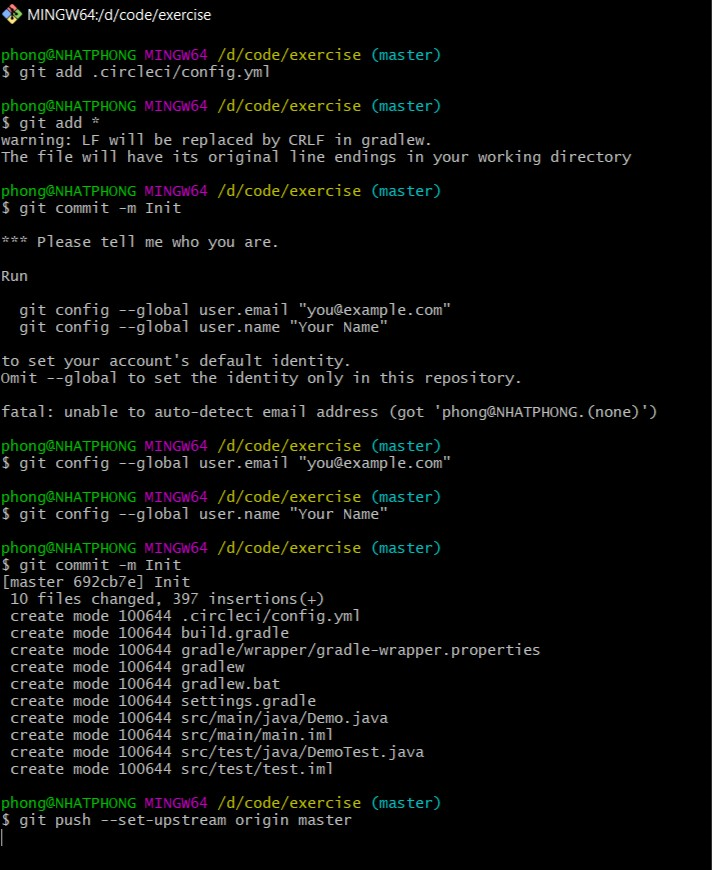 MINGW64:/d/code/exercise
phong@NHATPHONG MINGW64 /d/code/exercise (master)
$ git add .circleci/config.yml
phong@NHATPHONG MINGW64 /d/code/exercise (master)
$ git add *
warning: LF will be replaced by CRLF in gradlew.
The file will have its original line endings in your working directory
phong@NHATPHONG MINGW64 /d/code/exercise (master)
$ git commit -m Init
*** Please tell me who you are.
Run
  git config --global user.email "you@example.com"
  git config --global user.name "Your Name"
to set your account's default identity.
Omit --global to set the identity only in this repository.
fatal: unable to auto-detect email address (got 'phong@NHATPHONG.(none)')
phong@NHATPHONG MINGW64 /d/code/exercise (master)
$ git config --global user.email "you@example.com"
phong@NHATPHONG MINGW64 /d/code/exercise (master)
$ git config --global user.name "Your Name"
phong@NHATPHONG MINGW64 /d/code/exercise (master)
$ git commit -m Init
[master 692cb7e] Init
 10 files changed, 397 insertions(+)
 create mode 100644 .circleci/config.yml
 create mode 100644 build.gradle
 create mode 100644 gradle/wrapper/gradle-wrapper.properties
 create mode 100644 gradlew
 create mode 100644 gradlew.bat
 create mode 100644 settings.gradle
 create mode 100644 src/main/java/Demo.java
 create mode 100644 src/main/main.iml
 create mode 100644 src/test/java/DemoTest.java
 create mode 100644 src/test/test.iml
phong@NHATPHONG MINGW64 /d/code/exercise (master)
$ git push --set-upstream origin master